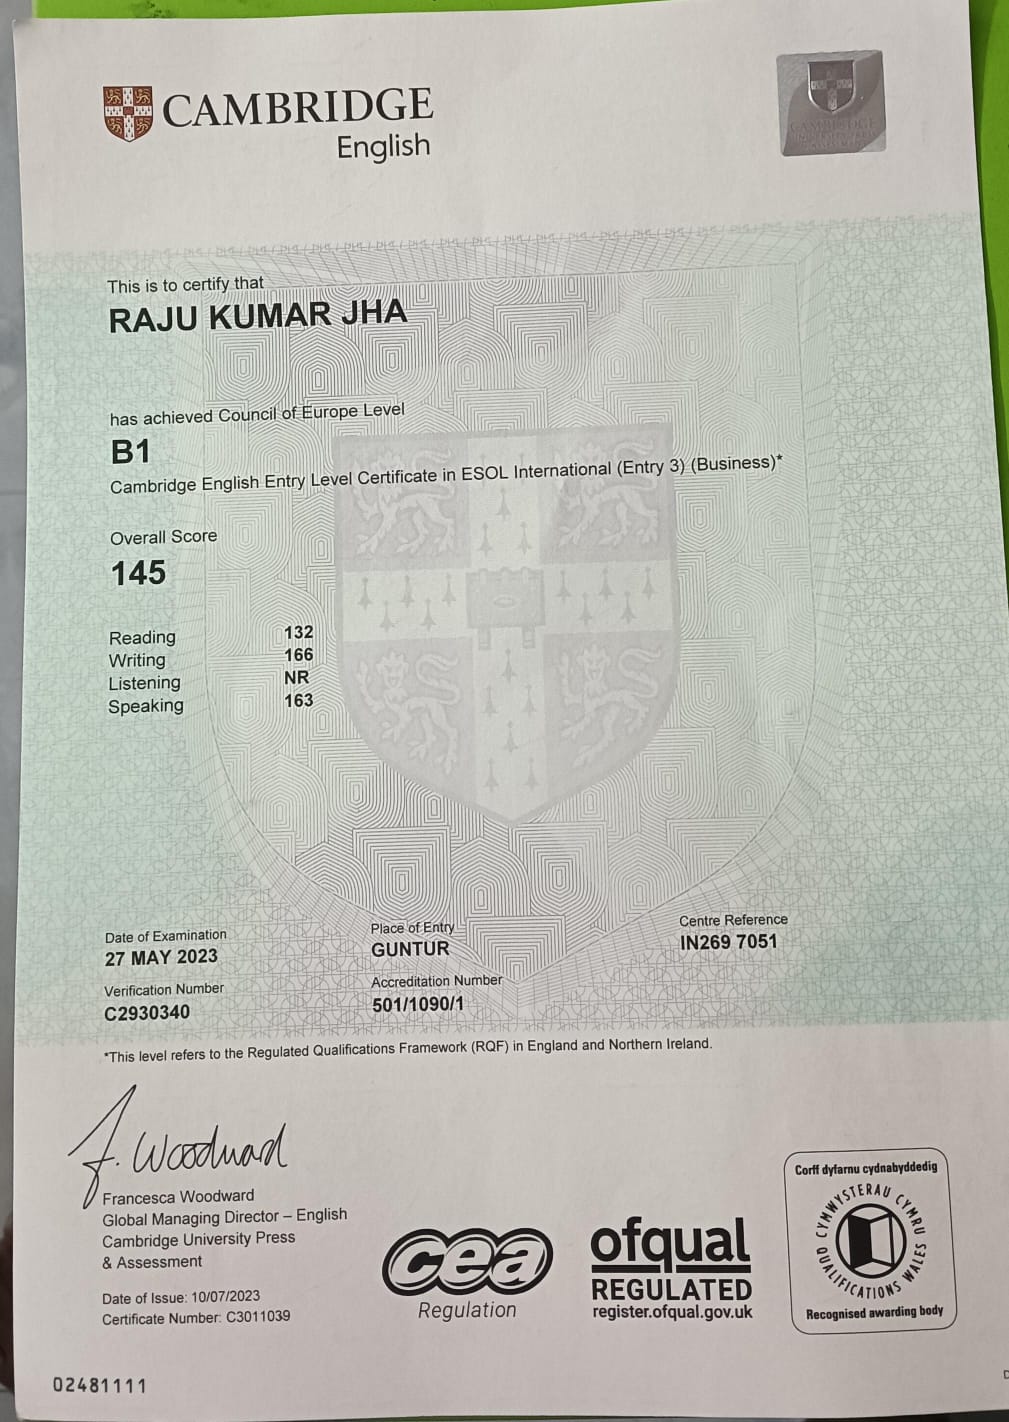 CAMBRIDGE
English
This is to certify that
RAJU KUMAR JHA
has achieved Council of Europe Level
B1
Cambridge English Entry Level Certificate in ESOL International (Entry 3) (Business)*
Overall Score
145
Reading 132
Writing 166
Listening NR
Speaking 163
Date of Examination Place of Entry Centre Reference
27 MAY 2023 GUNTUR IN269 7051
Verification Number Accreditation Number
C2930340 501/1090/1
*This level refers to the Regulated Qualifications Framework (RQF) in England and Northern Ireland.
F. Woodward
Francesca Woodward
Global Managing Director – English
Cambridge University Press
& Assessment
Date of Issue: 10/07/2023
Certificate Number: C3011039
cea
Regulation
ofqual
REGULATED
register.ofqual.gov.uk
Corff dyfarnu cydnabyddedig
CYMWYSTERAU CYMRU
QUALIFICATIONS WALES
Recognised awarding body
02481111